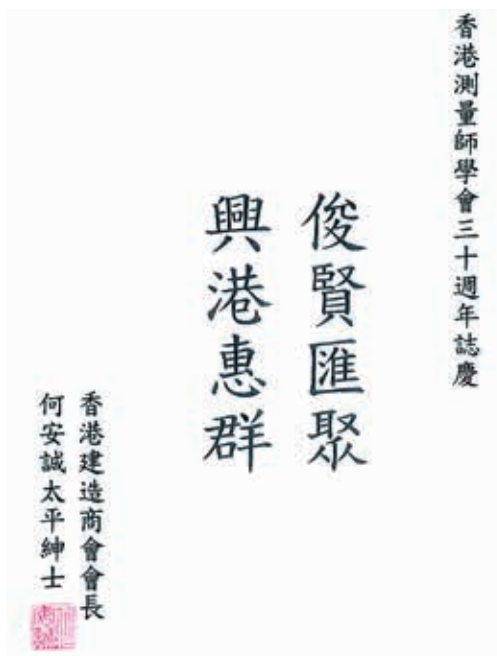 香港測量師學會三十週年誌慶
俊賢匯聚
興港惠群
香港建造商會會長
何安誠太平紳士